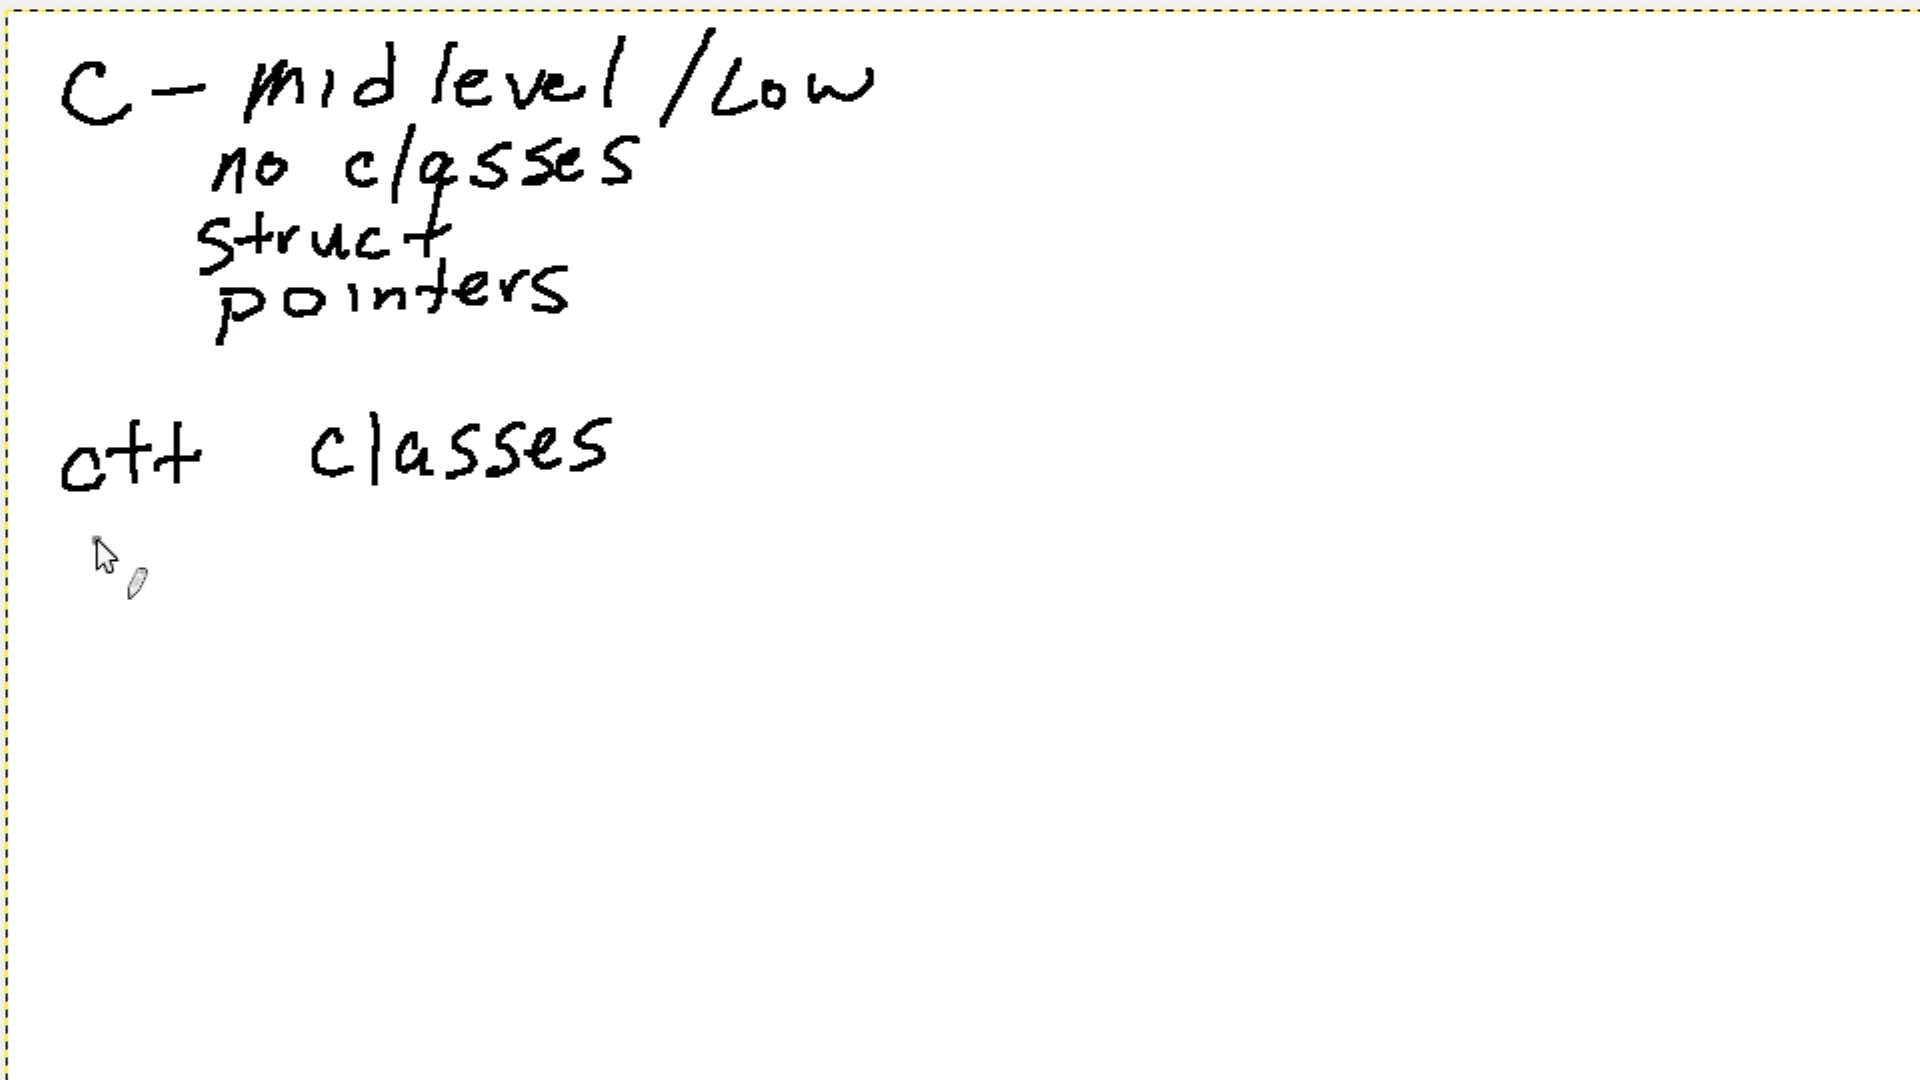 C - mid level / Low
no classes
struct
pointers
c++ classes